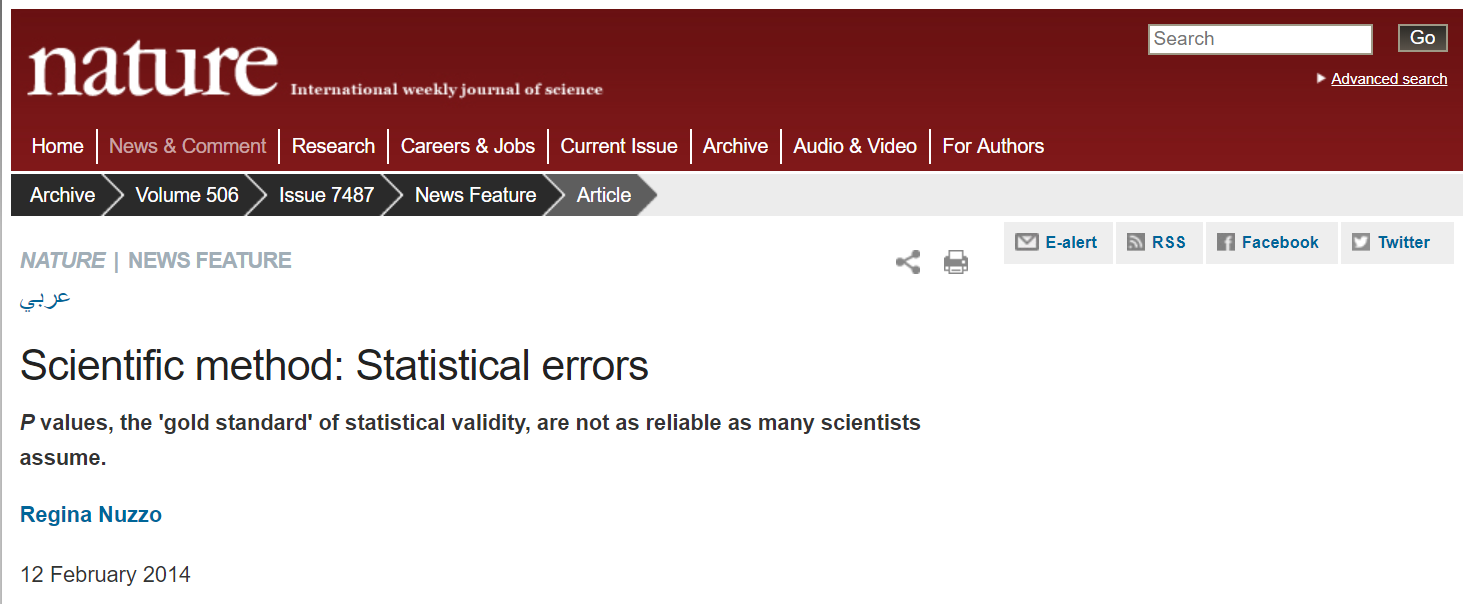 nature International weekly journal of science
Search Go
Advanced search
Home News & Comment Research Careers & Jobs Current Issue Archive Audio & Video For Authors
Archive Volume 506 Issue 7487 News Feature Article
E-alert RSS Facebook Twitter
NATURE | NEWS FEATURE
عربي
Scientific method: Statistical errors
P values, the 'gold standard' of statistical validity, are not as reliable as many scientists
assume.
Regina Nuzzo
12 February 2014